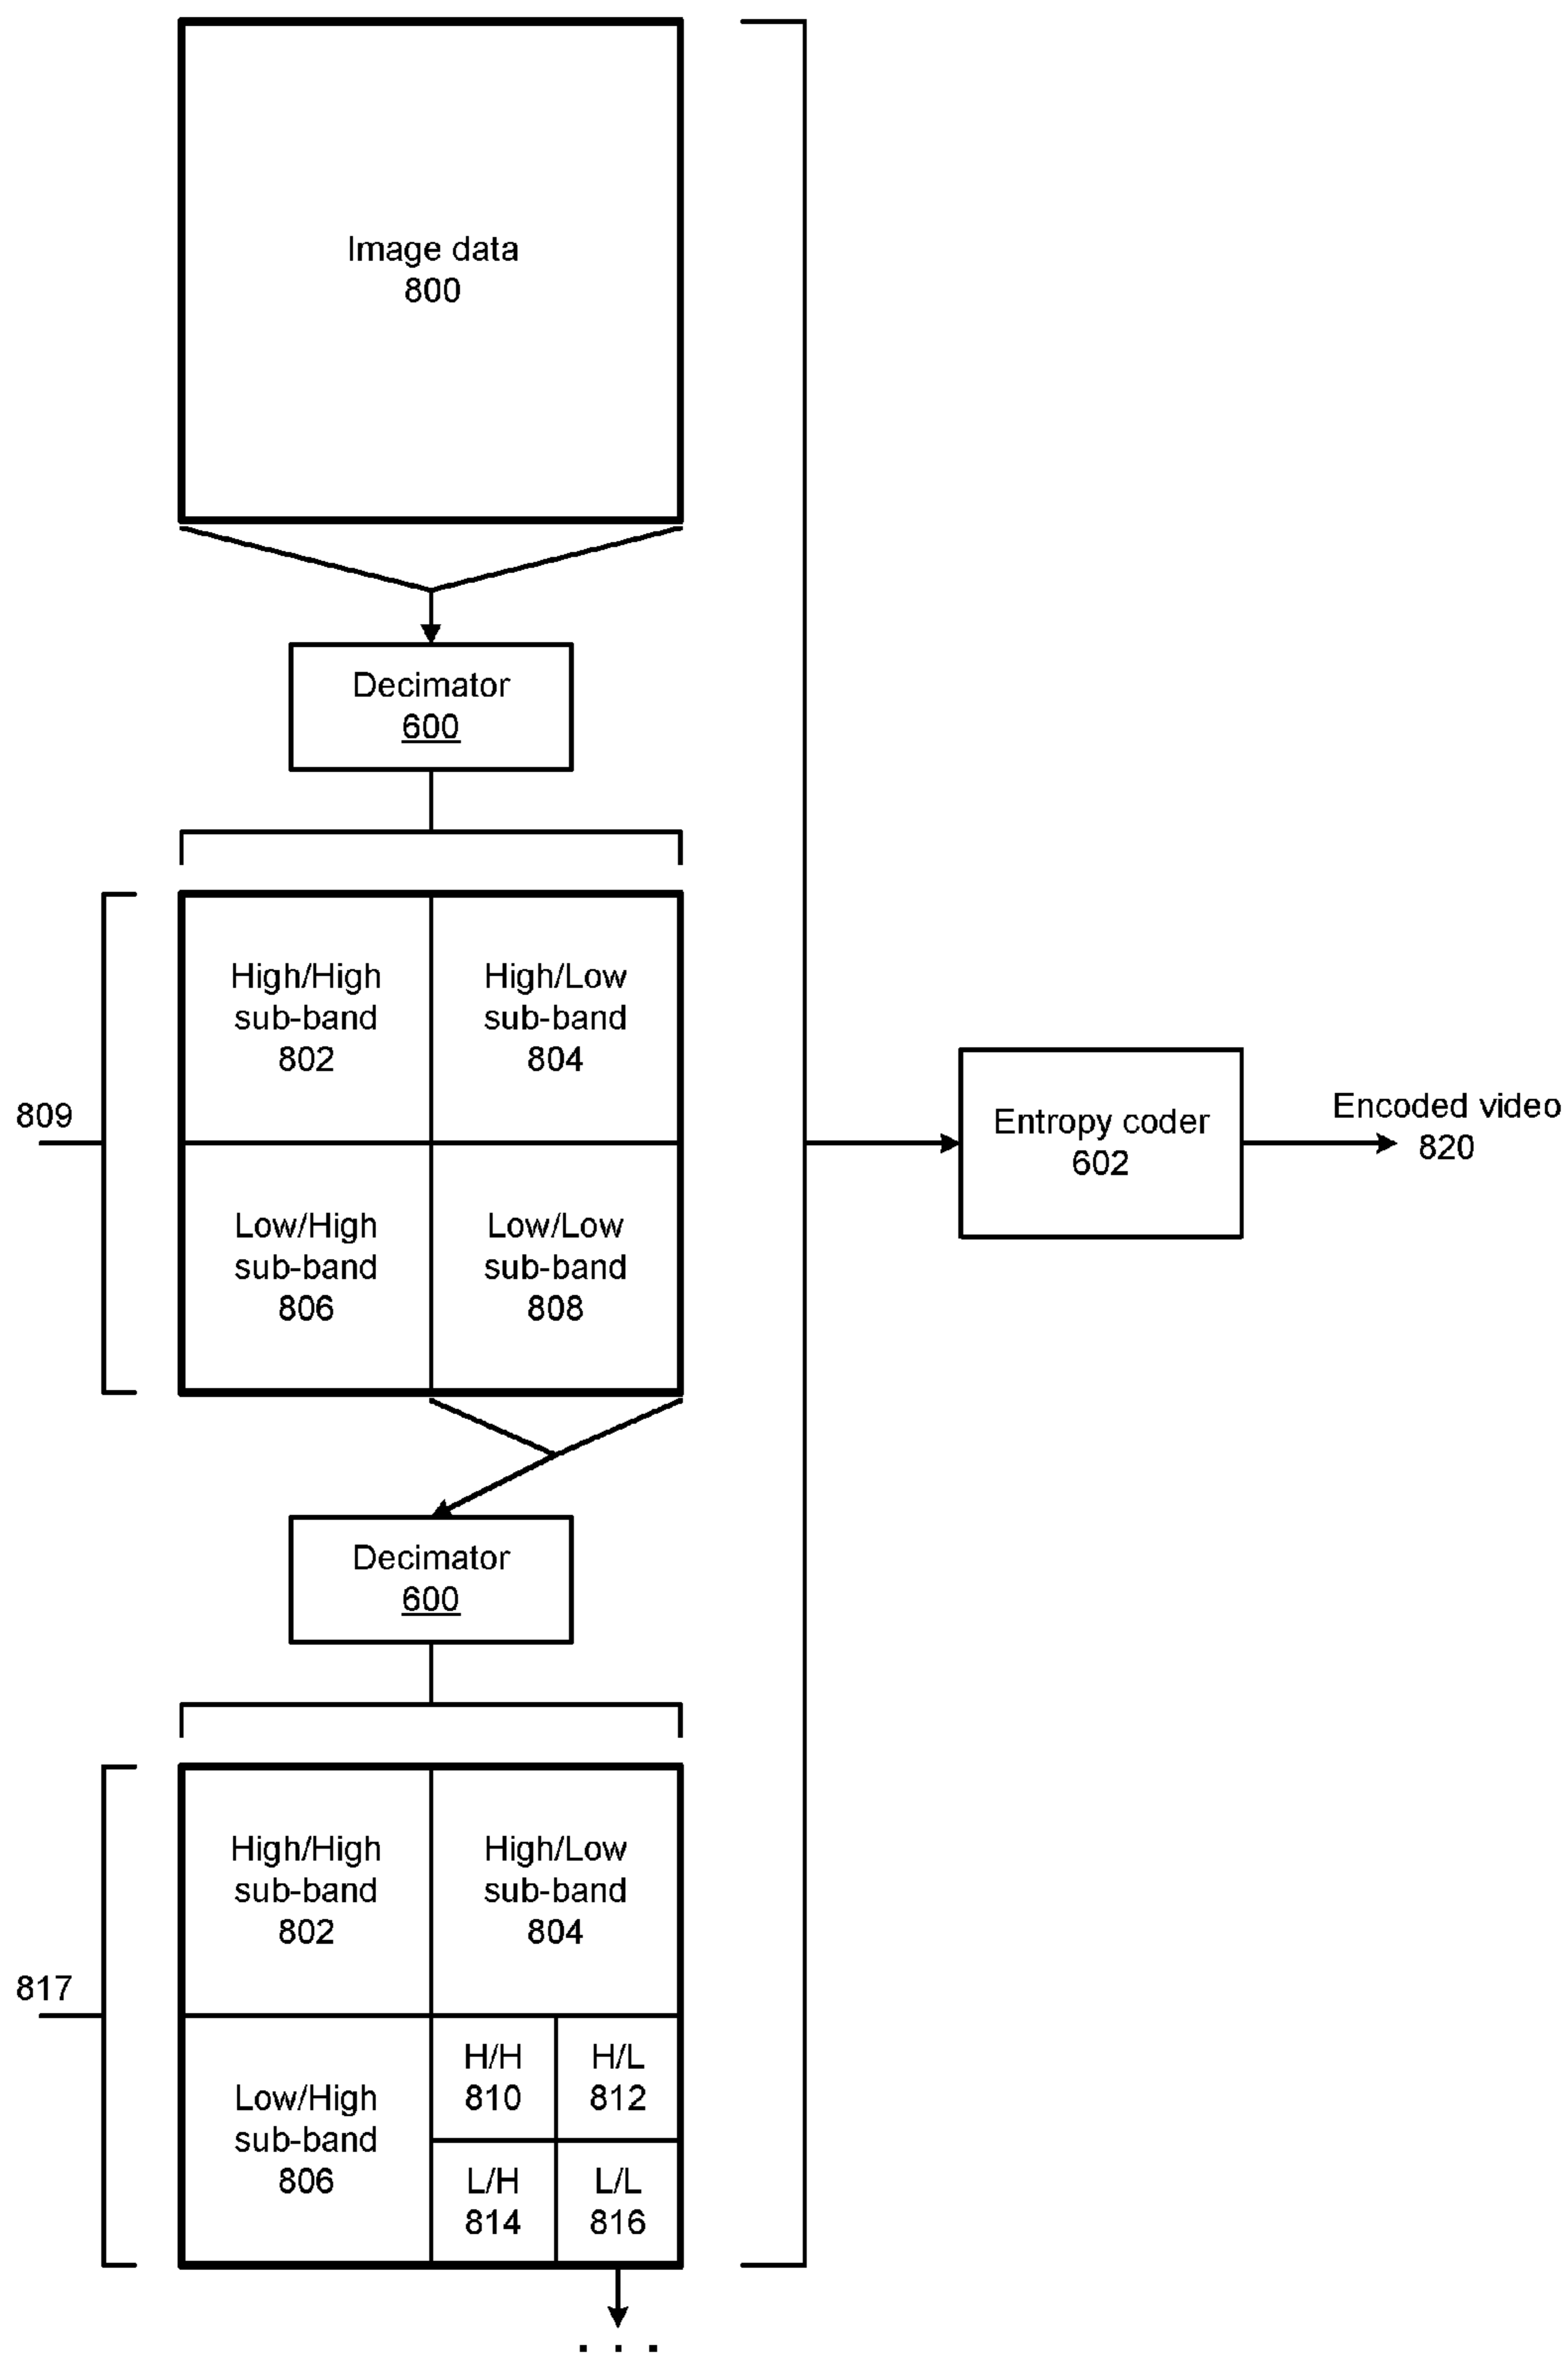 Image data
800
Decimator
600
High/High
sub-band
802
High/Low
sub-band
804
809
Low/High
sub-band
806
Low/Low
sub-band
808
Entropy coder
602
Encoded video
820
Decimator
600
High/High
sub-band
802
High/Low
sub-band
804
817
Low/High
sub-band
806
H/H
810
H/L
812
L/H
814
L/L
816
. . .